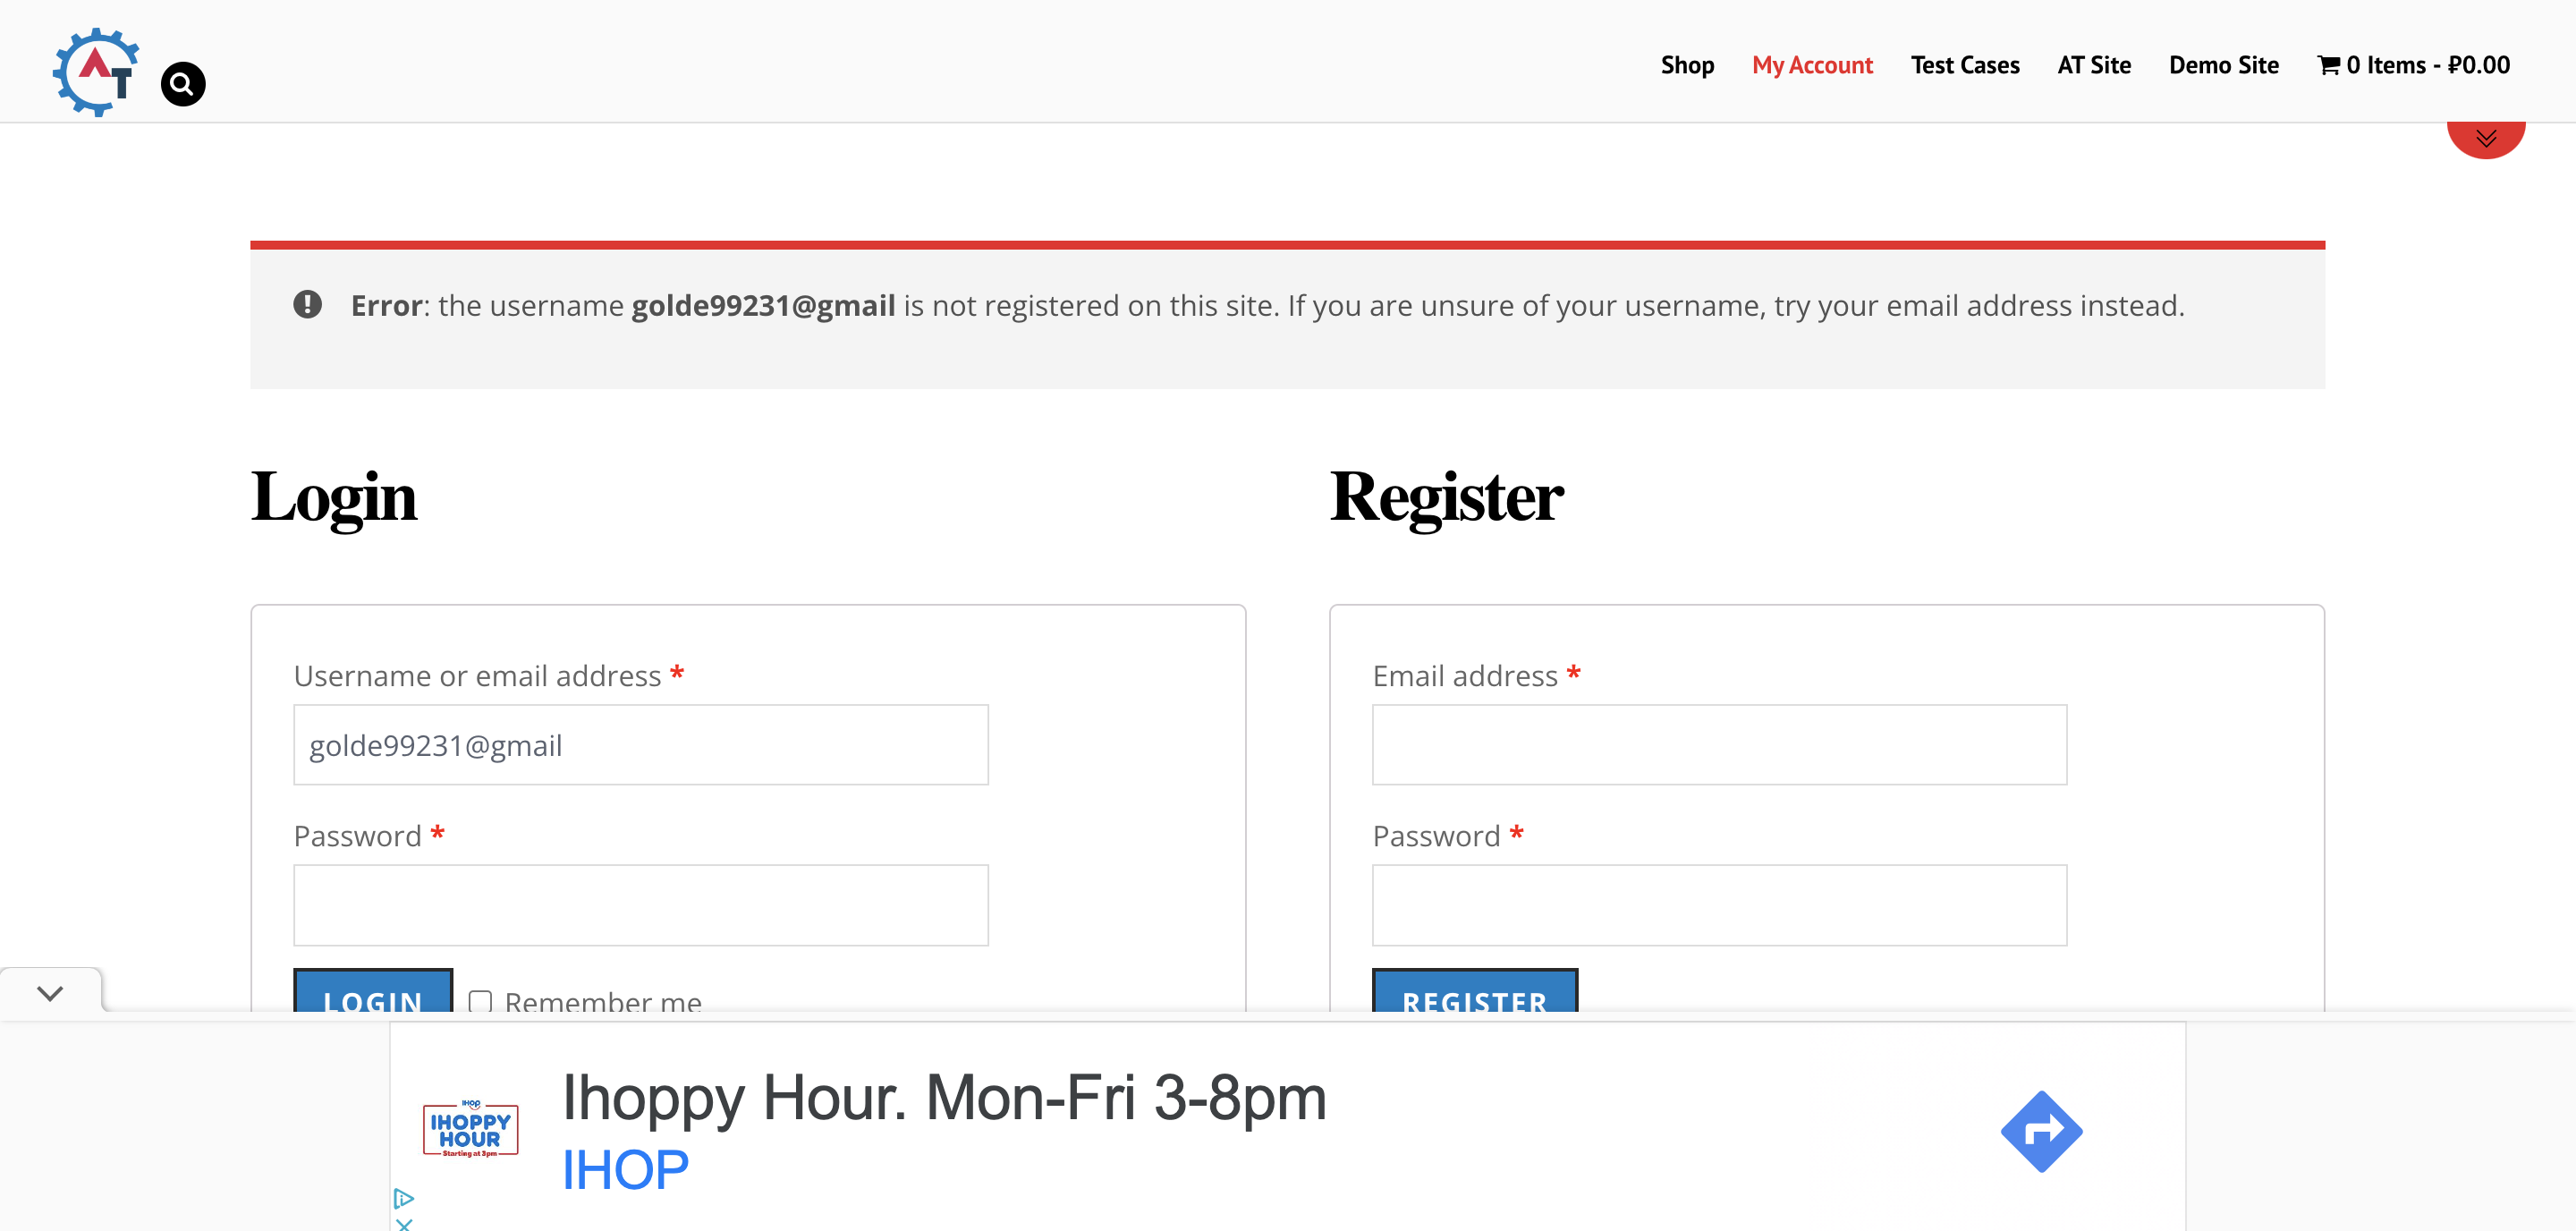 AT
Shop My Account Test Cases AT Site Demo Site 0 Items - ₽0.00
Error: the username golde99231@gmail is not registered on this site. If you are unsure of your username, try your email address instead.
Login
Username or email address *
golde99231@gmail
Password *
LOGIN Remember me
Register
Email address *
Password *
REGISTER
IHOP
IHOPPY
HOUR
Starting at 3pm
Ihoppy Hour. Mon-Fri 3-8pm
IHOP